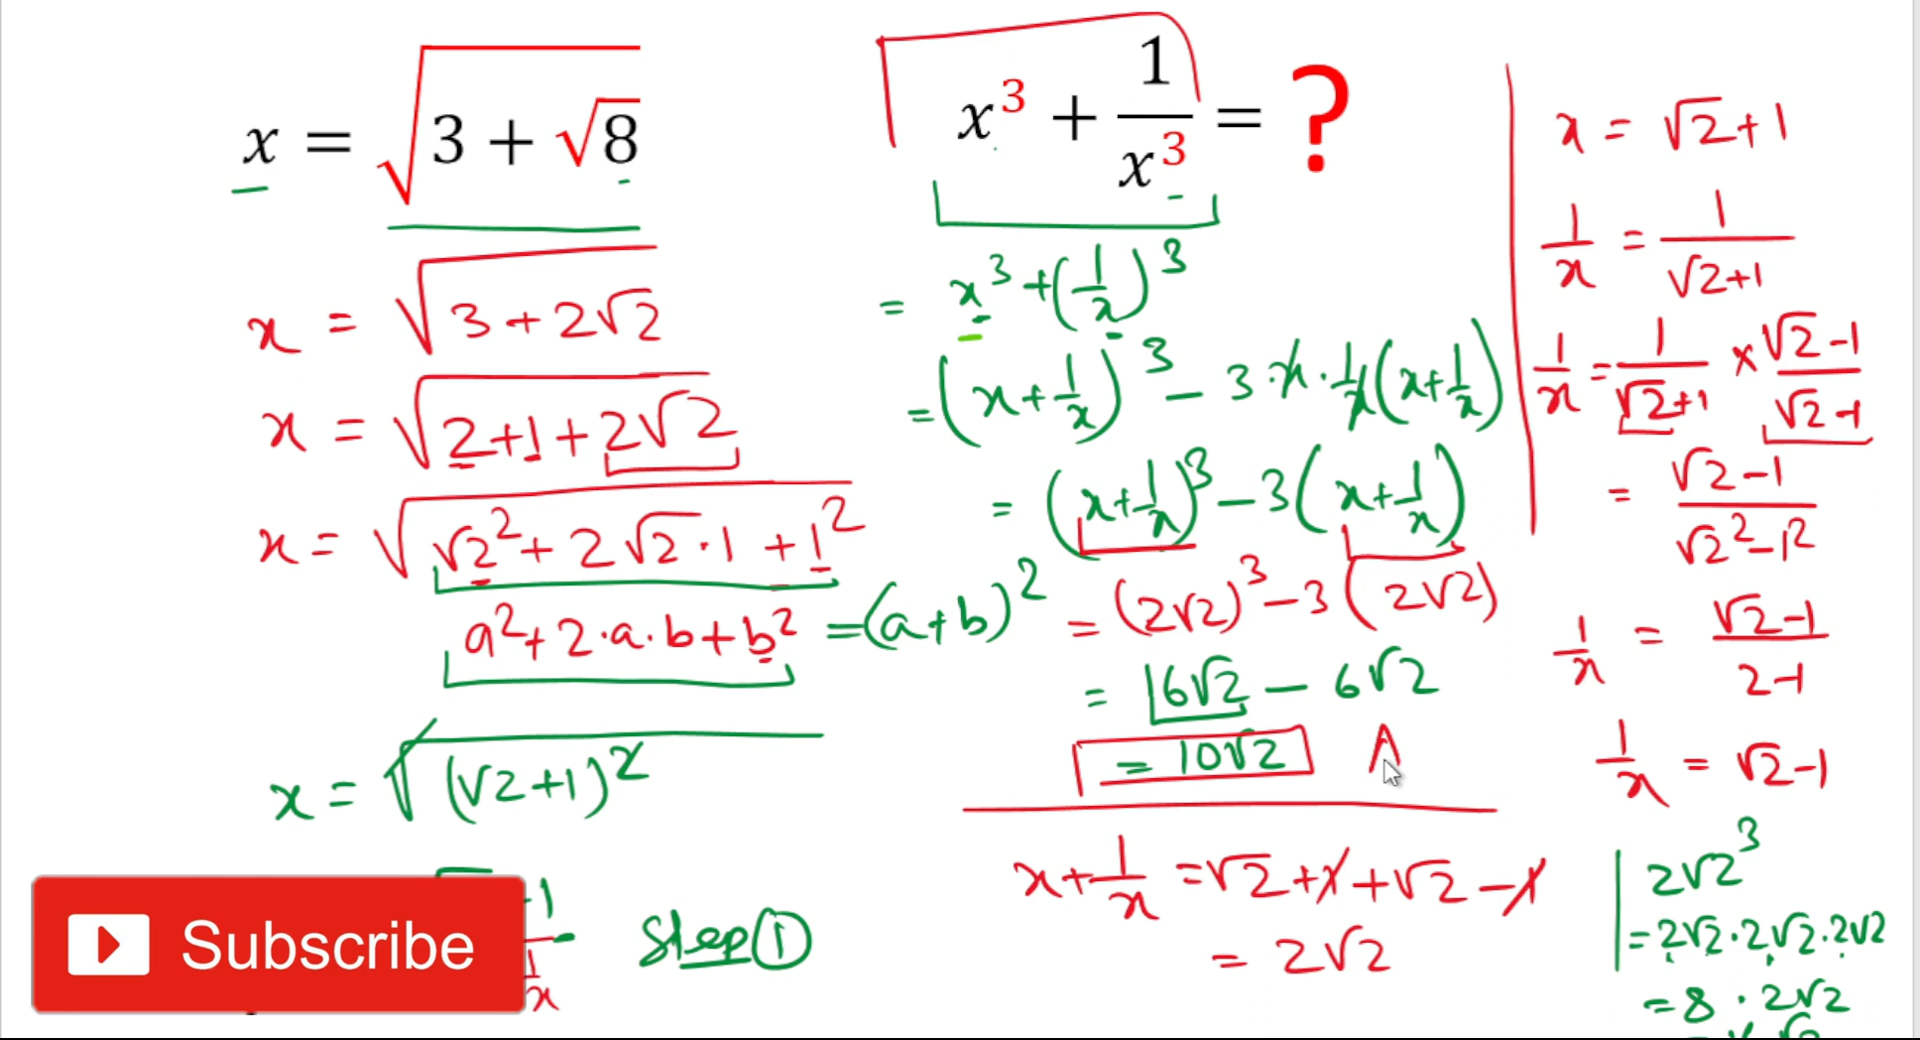 x = √(3 + √8)
x = √(3 + 2√2)
x = √(2 + 1 + 2√2)
x = √(√2² + 2√2·1 + 1²)
a² + 2·a·b + b² = (a+b)²
x = √((√2+1)²)
Subscribe
1
1/x
Step ①
x³ + 1/x³ = ?
= x³ + (1/x)³
= (x + 1/x)³ − 3·x·1/x(x + 1/x)
= (x + 1/x)³ − 3(x + 1/x)
= (2√2)³ − 3(2√2)
= 16√2 − 6√2
= 10√2 A
x + 1/x = √2 + 1 + √2 − 1
= 2√2
x = √2+1
1/x = 1/(√2+1)
1/x = 1/(√2+1) × (√2−1)/(√2−1)
= (√2−1)/(√2²−1²)
1/x = (√2−1)/(2−1)
1/x = √2−1
2√2³
= 2√2·2√2·2√2
= 8·2√2